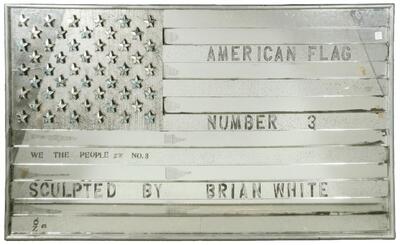 AMERICAN FLAG
NUMBER 3
WE THE PEOPLE NO.3
SCULPTED BY BRIAN WHITE